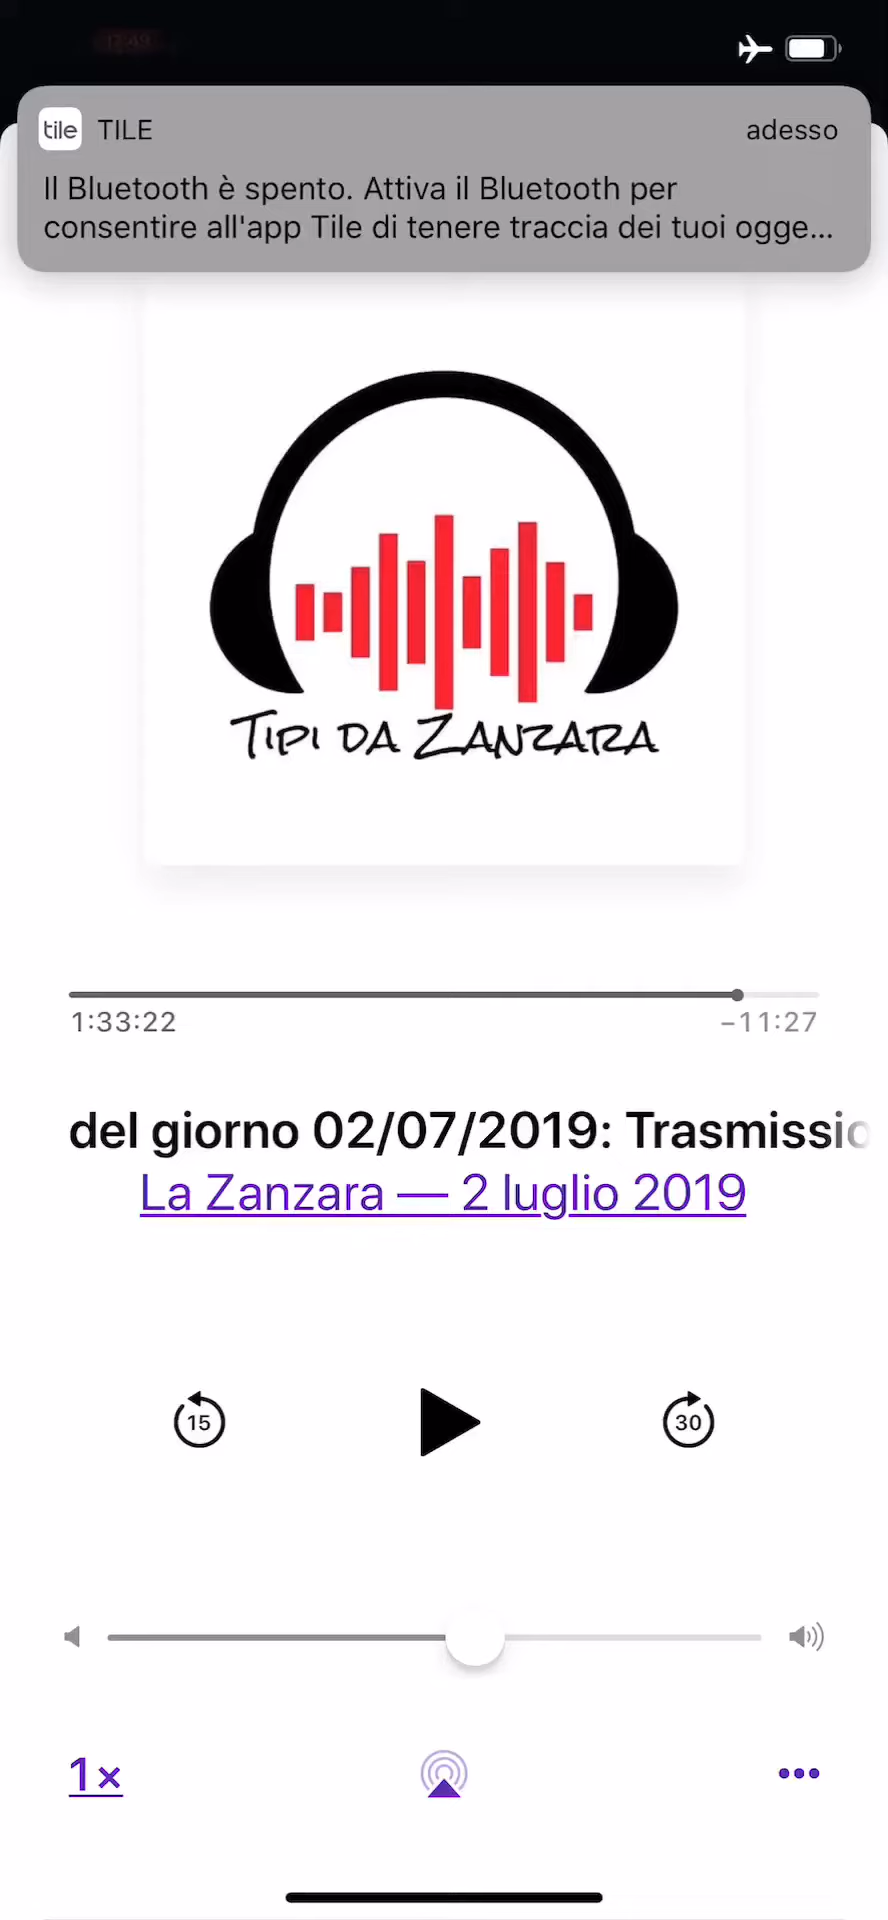 tile TILE adesso
Il Bluetooth è spento. Attiva il Bluetooth per
consentire all'app Tile di tenere traccia dei tuoi ogge...
TIPI DA ZANZARA
1:33:22 −11:27
del giorno 02/07/2019: Trasmissio
La Zanzara — 2 luglio 2019
15 30
1×